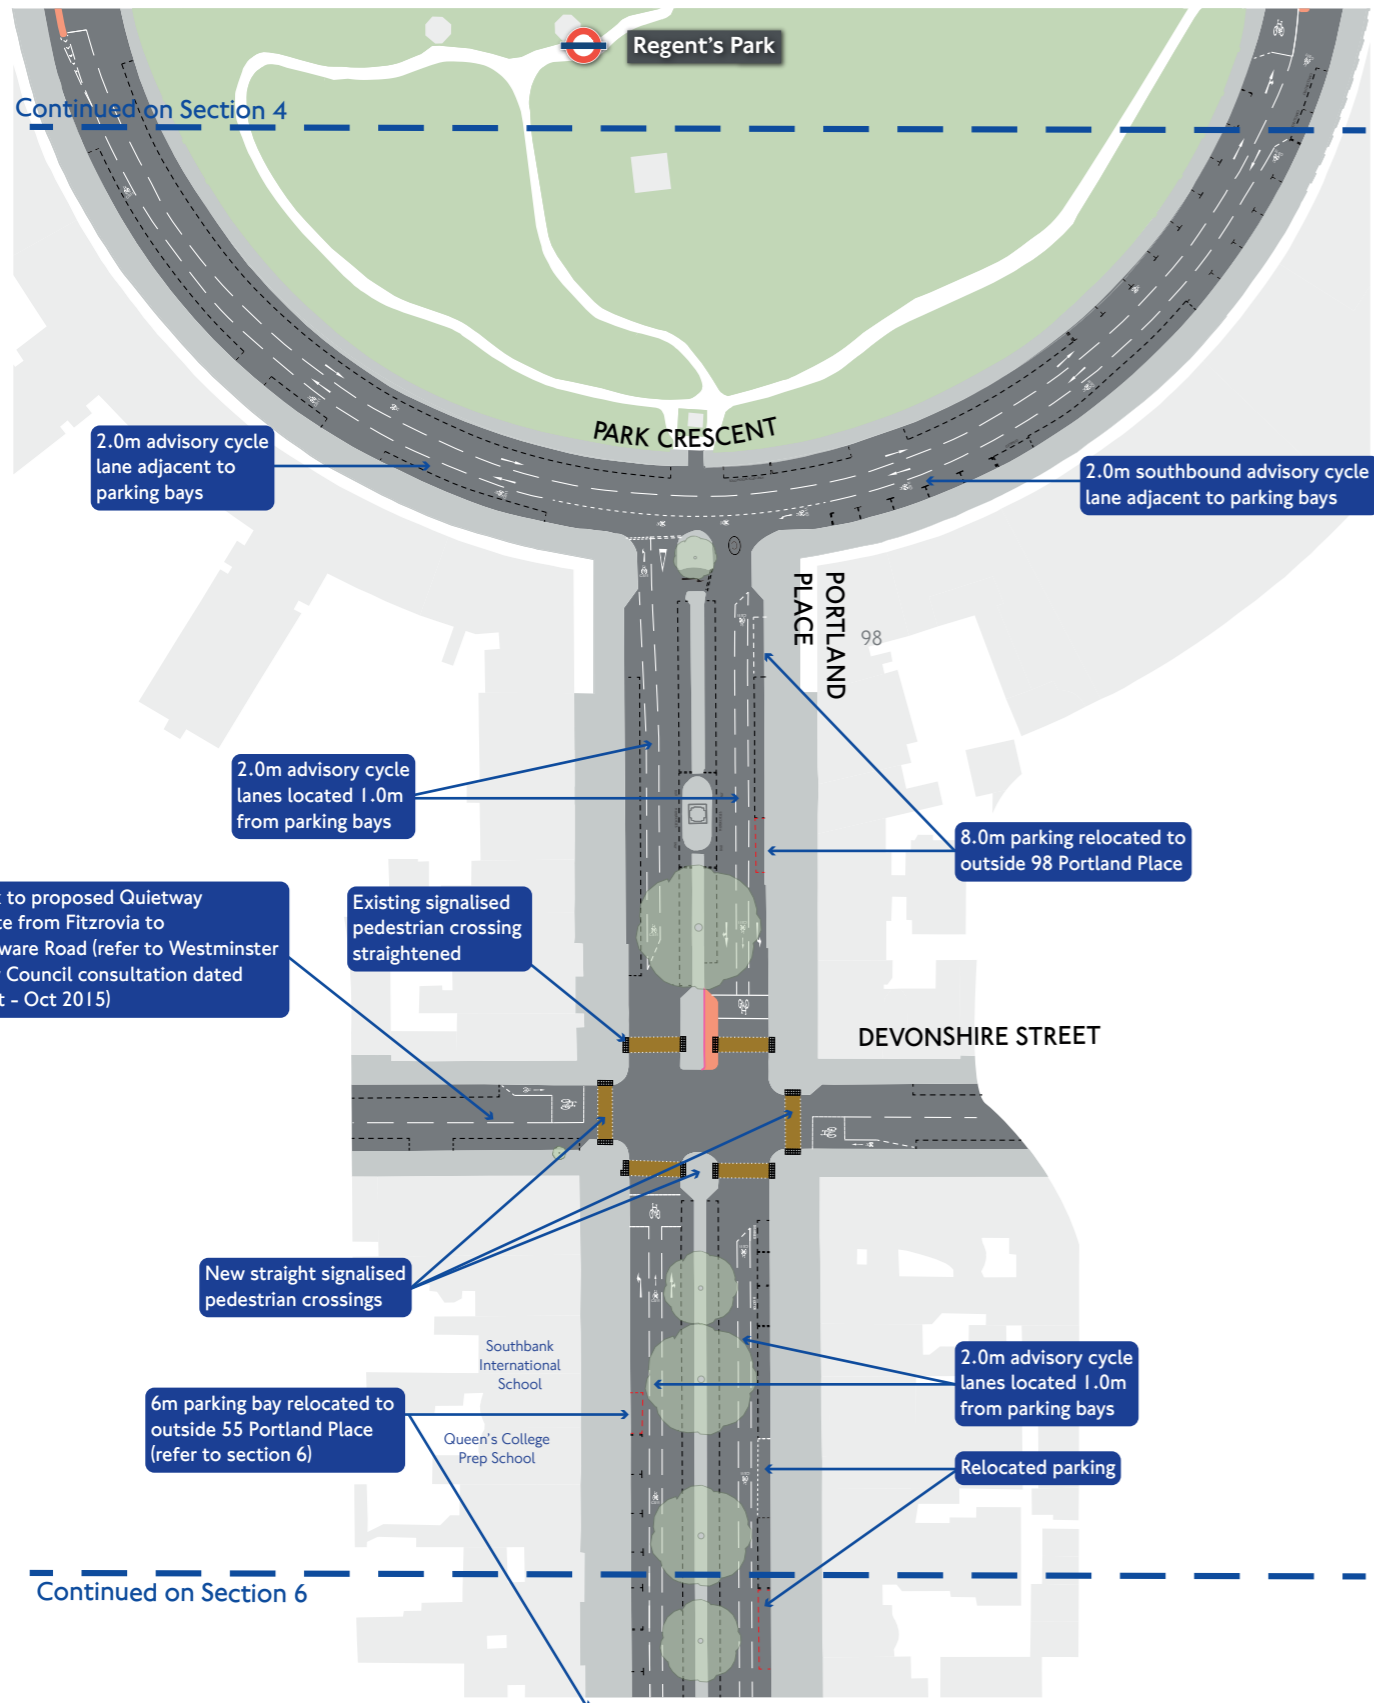 Regent's Park
Continued on Section 4
PARK CRESCENT
2.0m advisory cycle
lane adjacent to
parking bays
2.0m southbound advisory cycle
lane adjacent to parking bays
PORTLAND
PLACE
98
2.0m advisory cycle
lanes located 1.0m
from parking bays
8.0m parking relocated to
outside 98 Portland Place
to proposed Quietway
from Fitzrovia to
Road (refer to Westminster
Council consultation dated
- Oct 2015)
Existing signalised
pedestrian crossing
straightened
DEVONSHIRE STREET
New straight signalised
pedestrian crossings
Southbank
International
School
2.0m advisory cycle
lanes located 1.0m
from parking bays
6m parking bay relocated to
outside 55 Portland Place
(refer to section 6)
Queen's College
Prep School
Relocated parking
Continued on Section 6